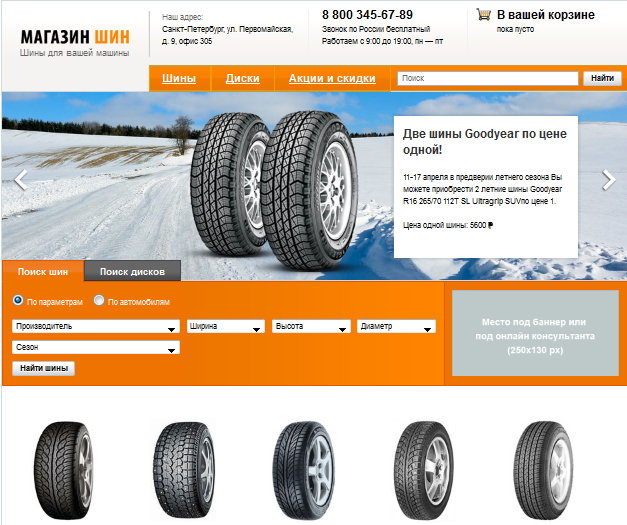 МАГАЗИН ШИН
Шины для вашей машины
Наш адрес:
Санкт-Петербург, ул. Первомайская,
д. 9, офис 305
8 800 345-67-89
Звонок по России бесплатный
Работаем с 9:00 до 19:00, пн — пт
В вашей корзине
пока пусто
Шины
Диски
Акции и скидки
Поиск
Найти
Две шины Goodyear по цене
одной!
11-17 апреля в предверии летнего сезона Вы
можете приобрести 2 летние шины Goodyear
R16 265/70 112T SL Ultragrip SUVпо цене 1.
Цена одной шины: 5600 ₽
Поиск шин
Поиск дисков
По параметрам
По автомобилям
Производитель
Ширина
Высота
Диаметр
Сезон
Найти шины
Место под баннер или
под онлайн консультанта
(250x130 px)